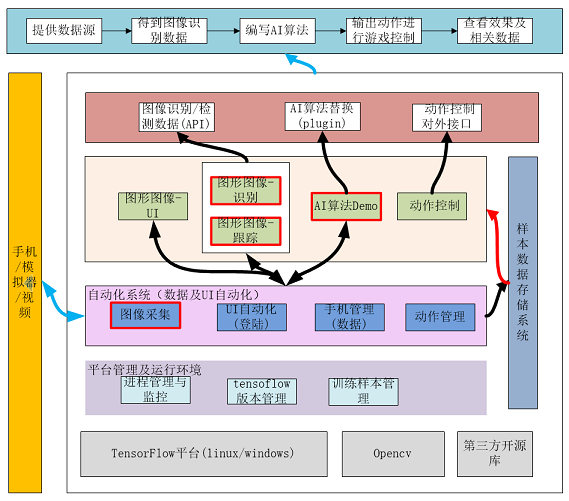 提供数据源
得到图像识
别数据
编写AI算法
输出动作进
行游戏控制
查看效果及
相关数据
图像识别/检
测数据(API)
AI算法替换
(plugin)
动作控制
对外接口
图形图像-
UI
图形图像-
识别
图形图像-
跟踪
AI算法Demo
动作控制
手机
/模拟
器/视
频
样本
数据
存储
系统
自动化系统（数据及UI自动化）
图像采集
UI自动化
(登陆)
手机管理
(数据)
动作管理
平台管理及运行环境
进程管理与
监控
tensoflow
版本管理
训练样本管
理
TensorFlow平台(linux/windows)
Opencv
第三方开源
库